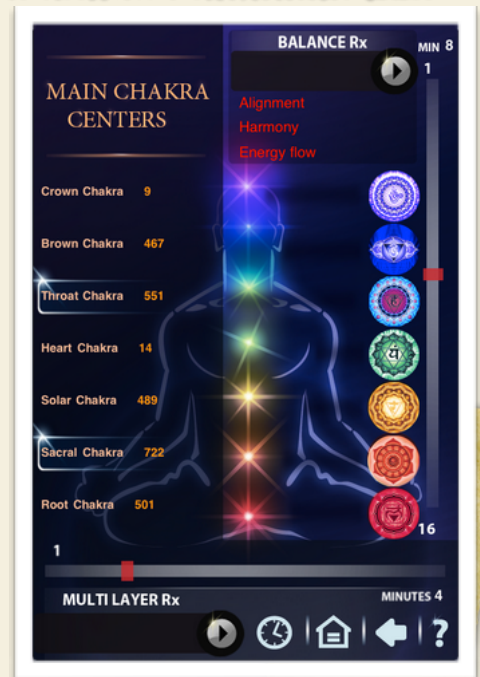 BALANCE Rx
MIN 8
1
MAIN CHAKRA
CENTERS
Alignment
Harmony
Energy flow
Crown Chakra 9
Brown Chakra 467
Throat Chakra 551
Heart Chakra 14
Solar Chakra 489
Sacral Chakra 722
Root Chakra 501
16
1
MULTI LAYER Rx
MINUTES 4
?